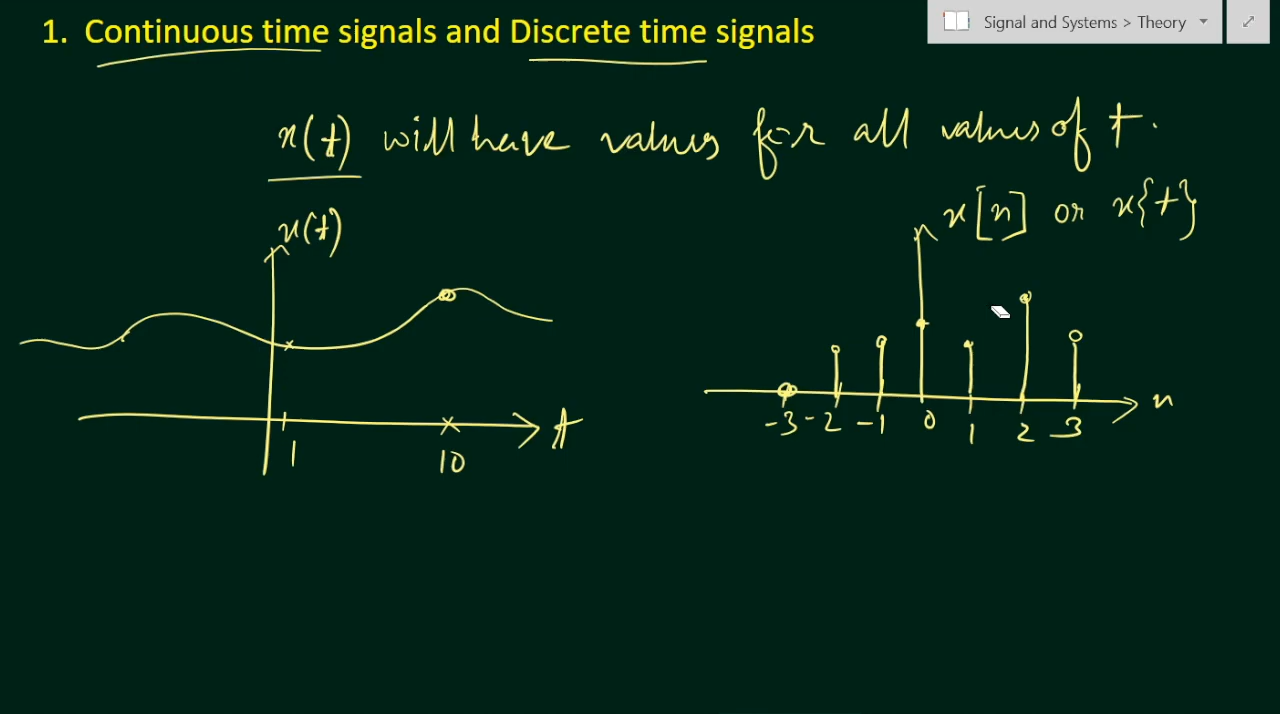 1. Continuous time signals and Discrete time signals
Signal and Systems > Theory
x(t) will have values for all values of t.
x(t)
x[n] or x{t}
t
1
10
n
-3 -2 -1 0 1 2 3